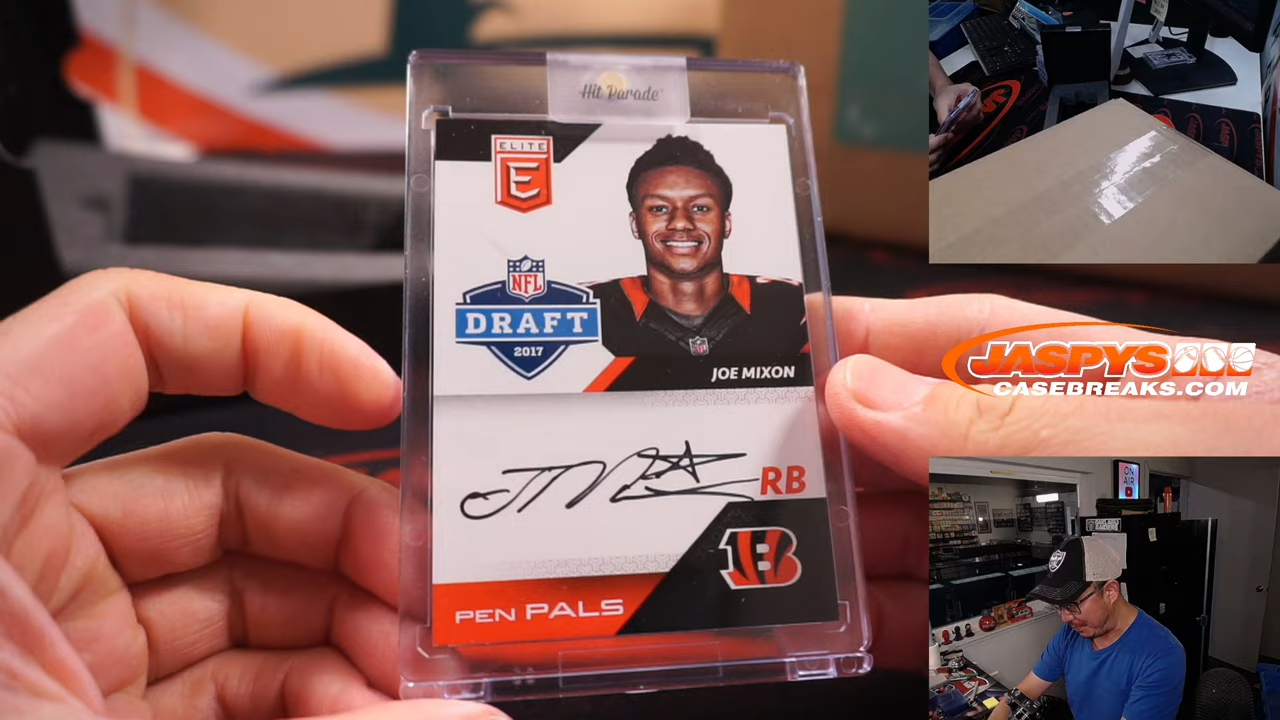 Hit Parade
ELITE
E
NFL
DRAFT
2017
JOE MIXON
RB
B
PEN PALS
JASPYS
CASEBREAKS.COM
ON
AIR